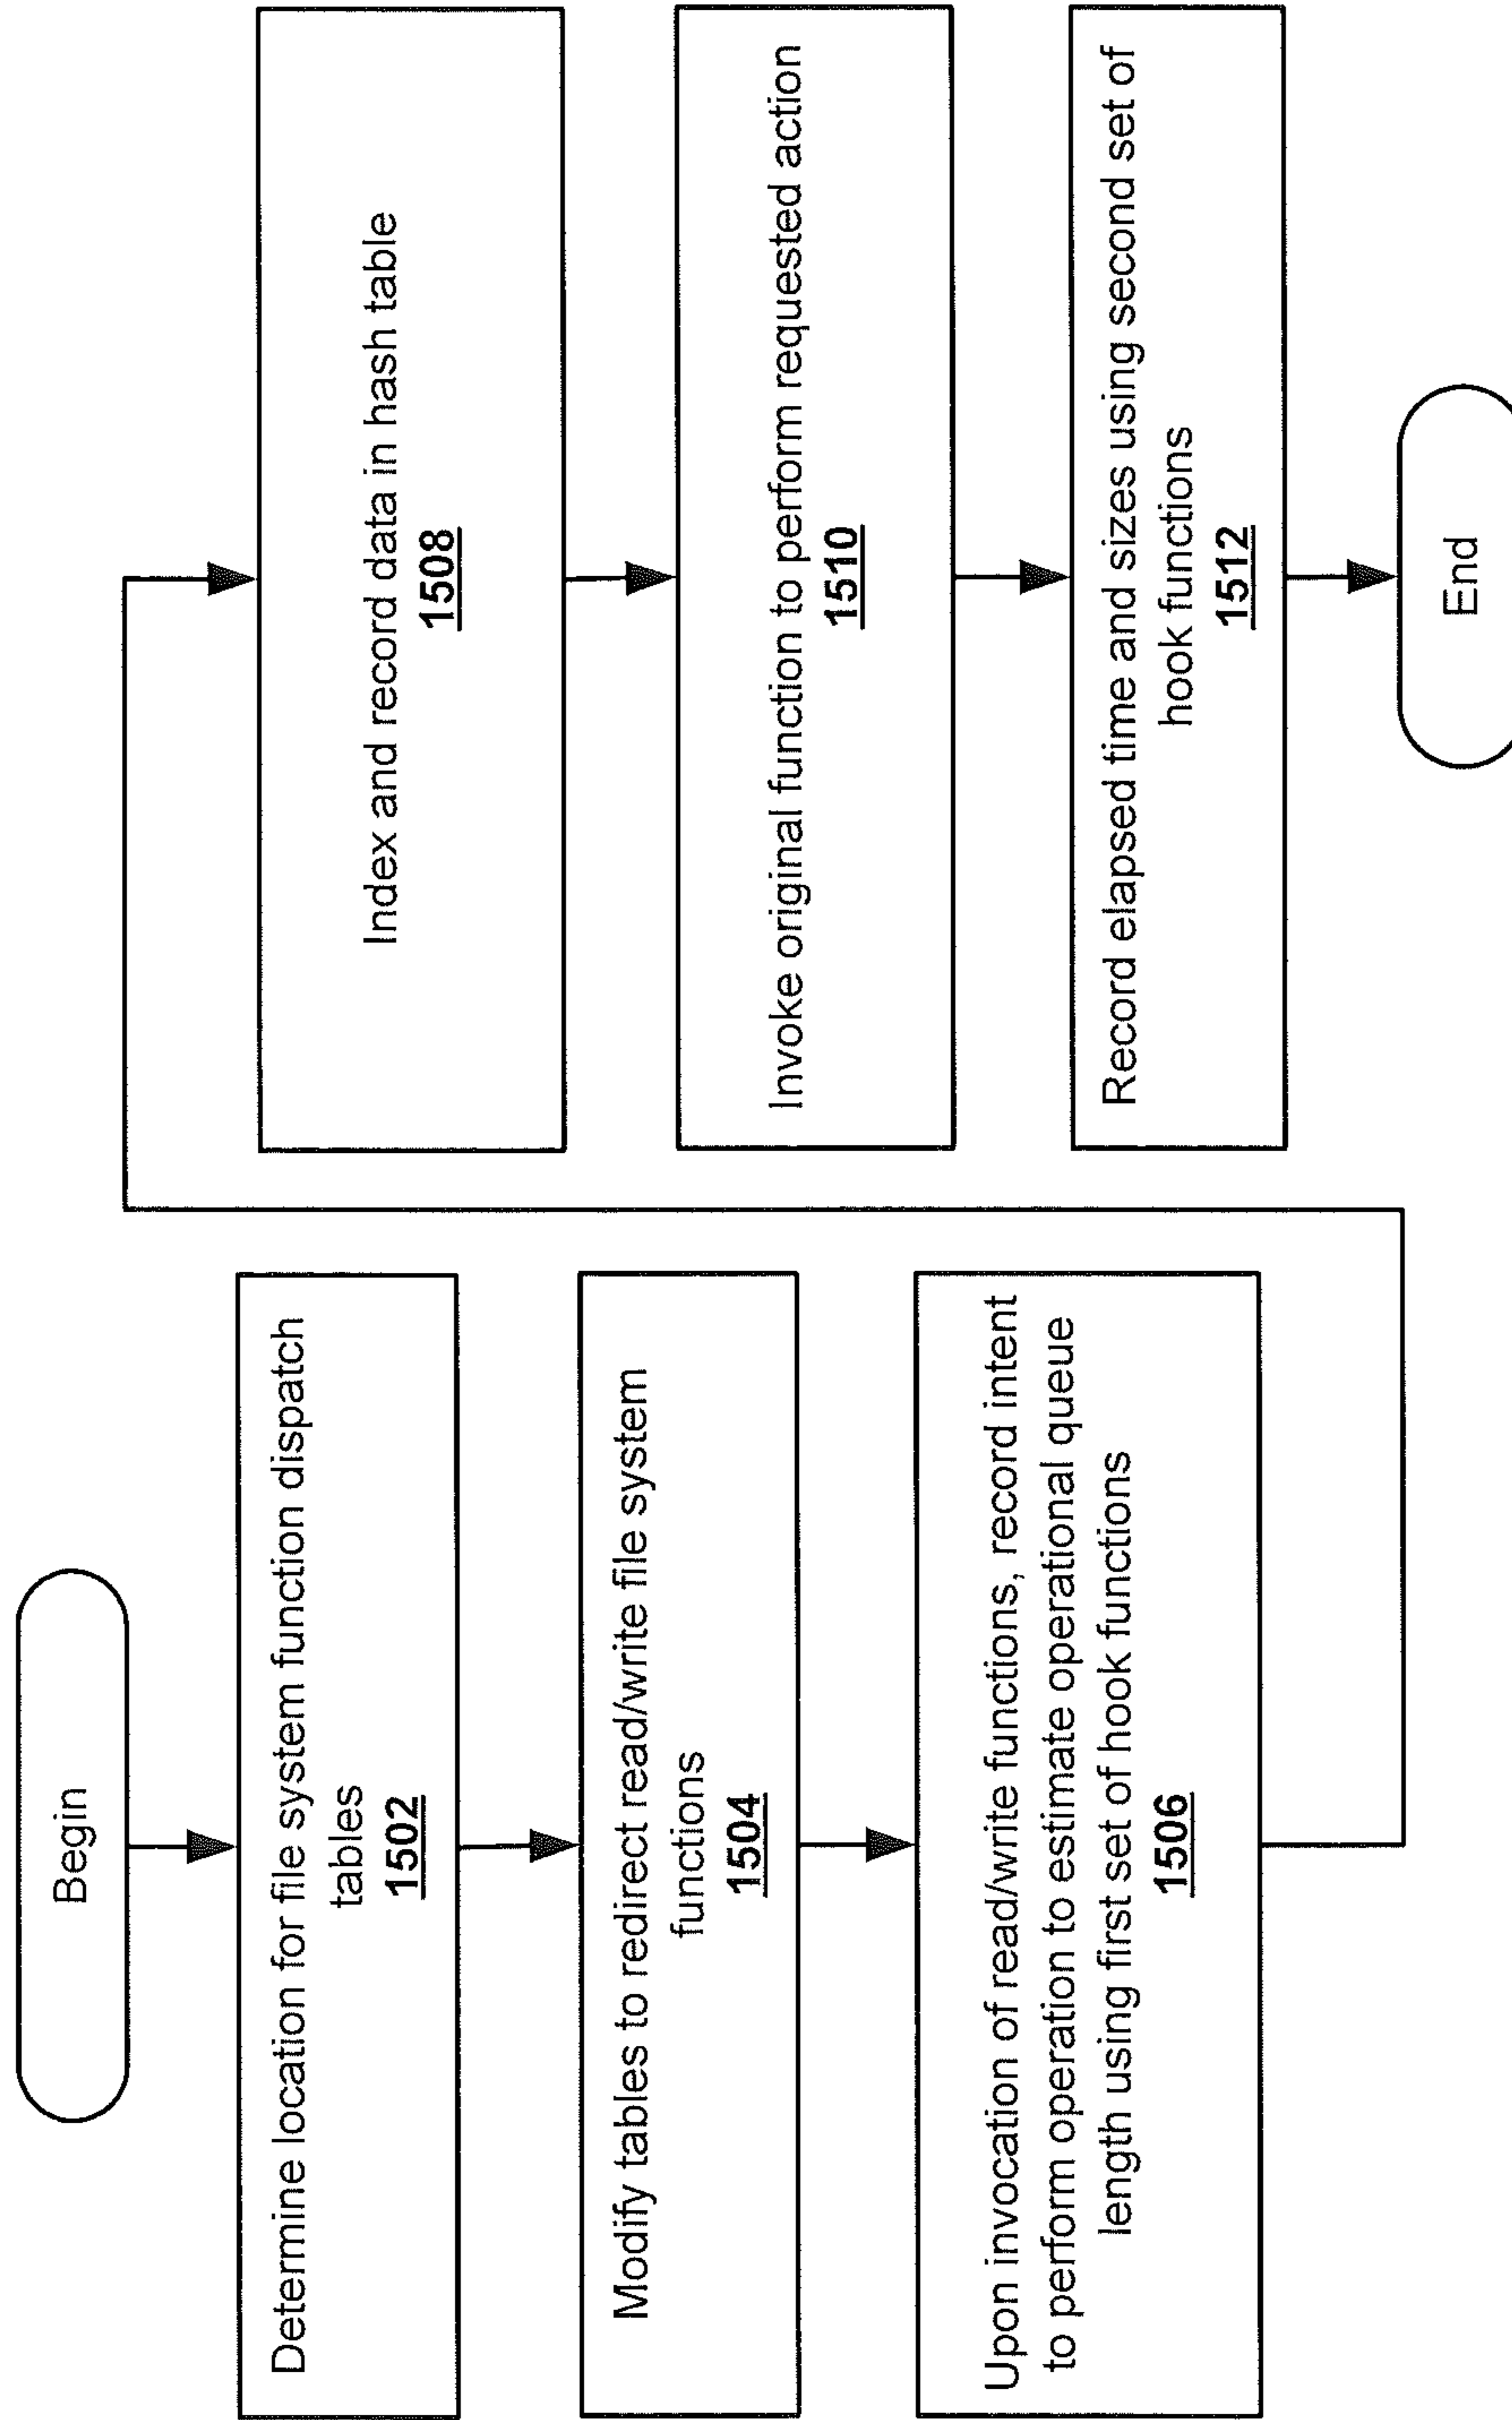 Begin
Determine location for file system function dispatch
tables
1502
Modify tables to redirect read/write file system
functions
1504
Upon invocation of read/write functions, record intent
to perform operation to estimate operational queue
length using first set of hook functions
1506
Index and record data in hash table
1508
Invoke original function to perform requested action
1510
Record elapsed time and sizes using second set of
hook functions
1512
End